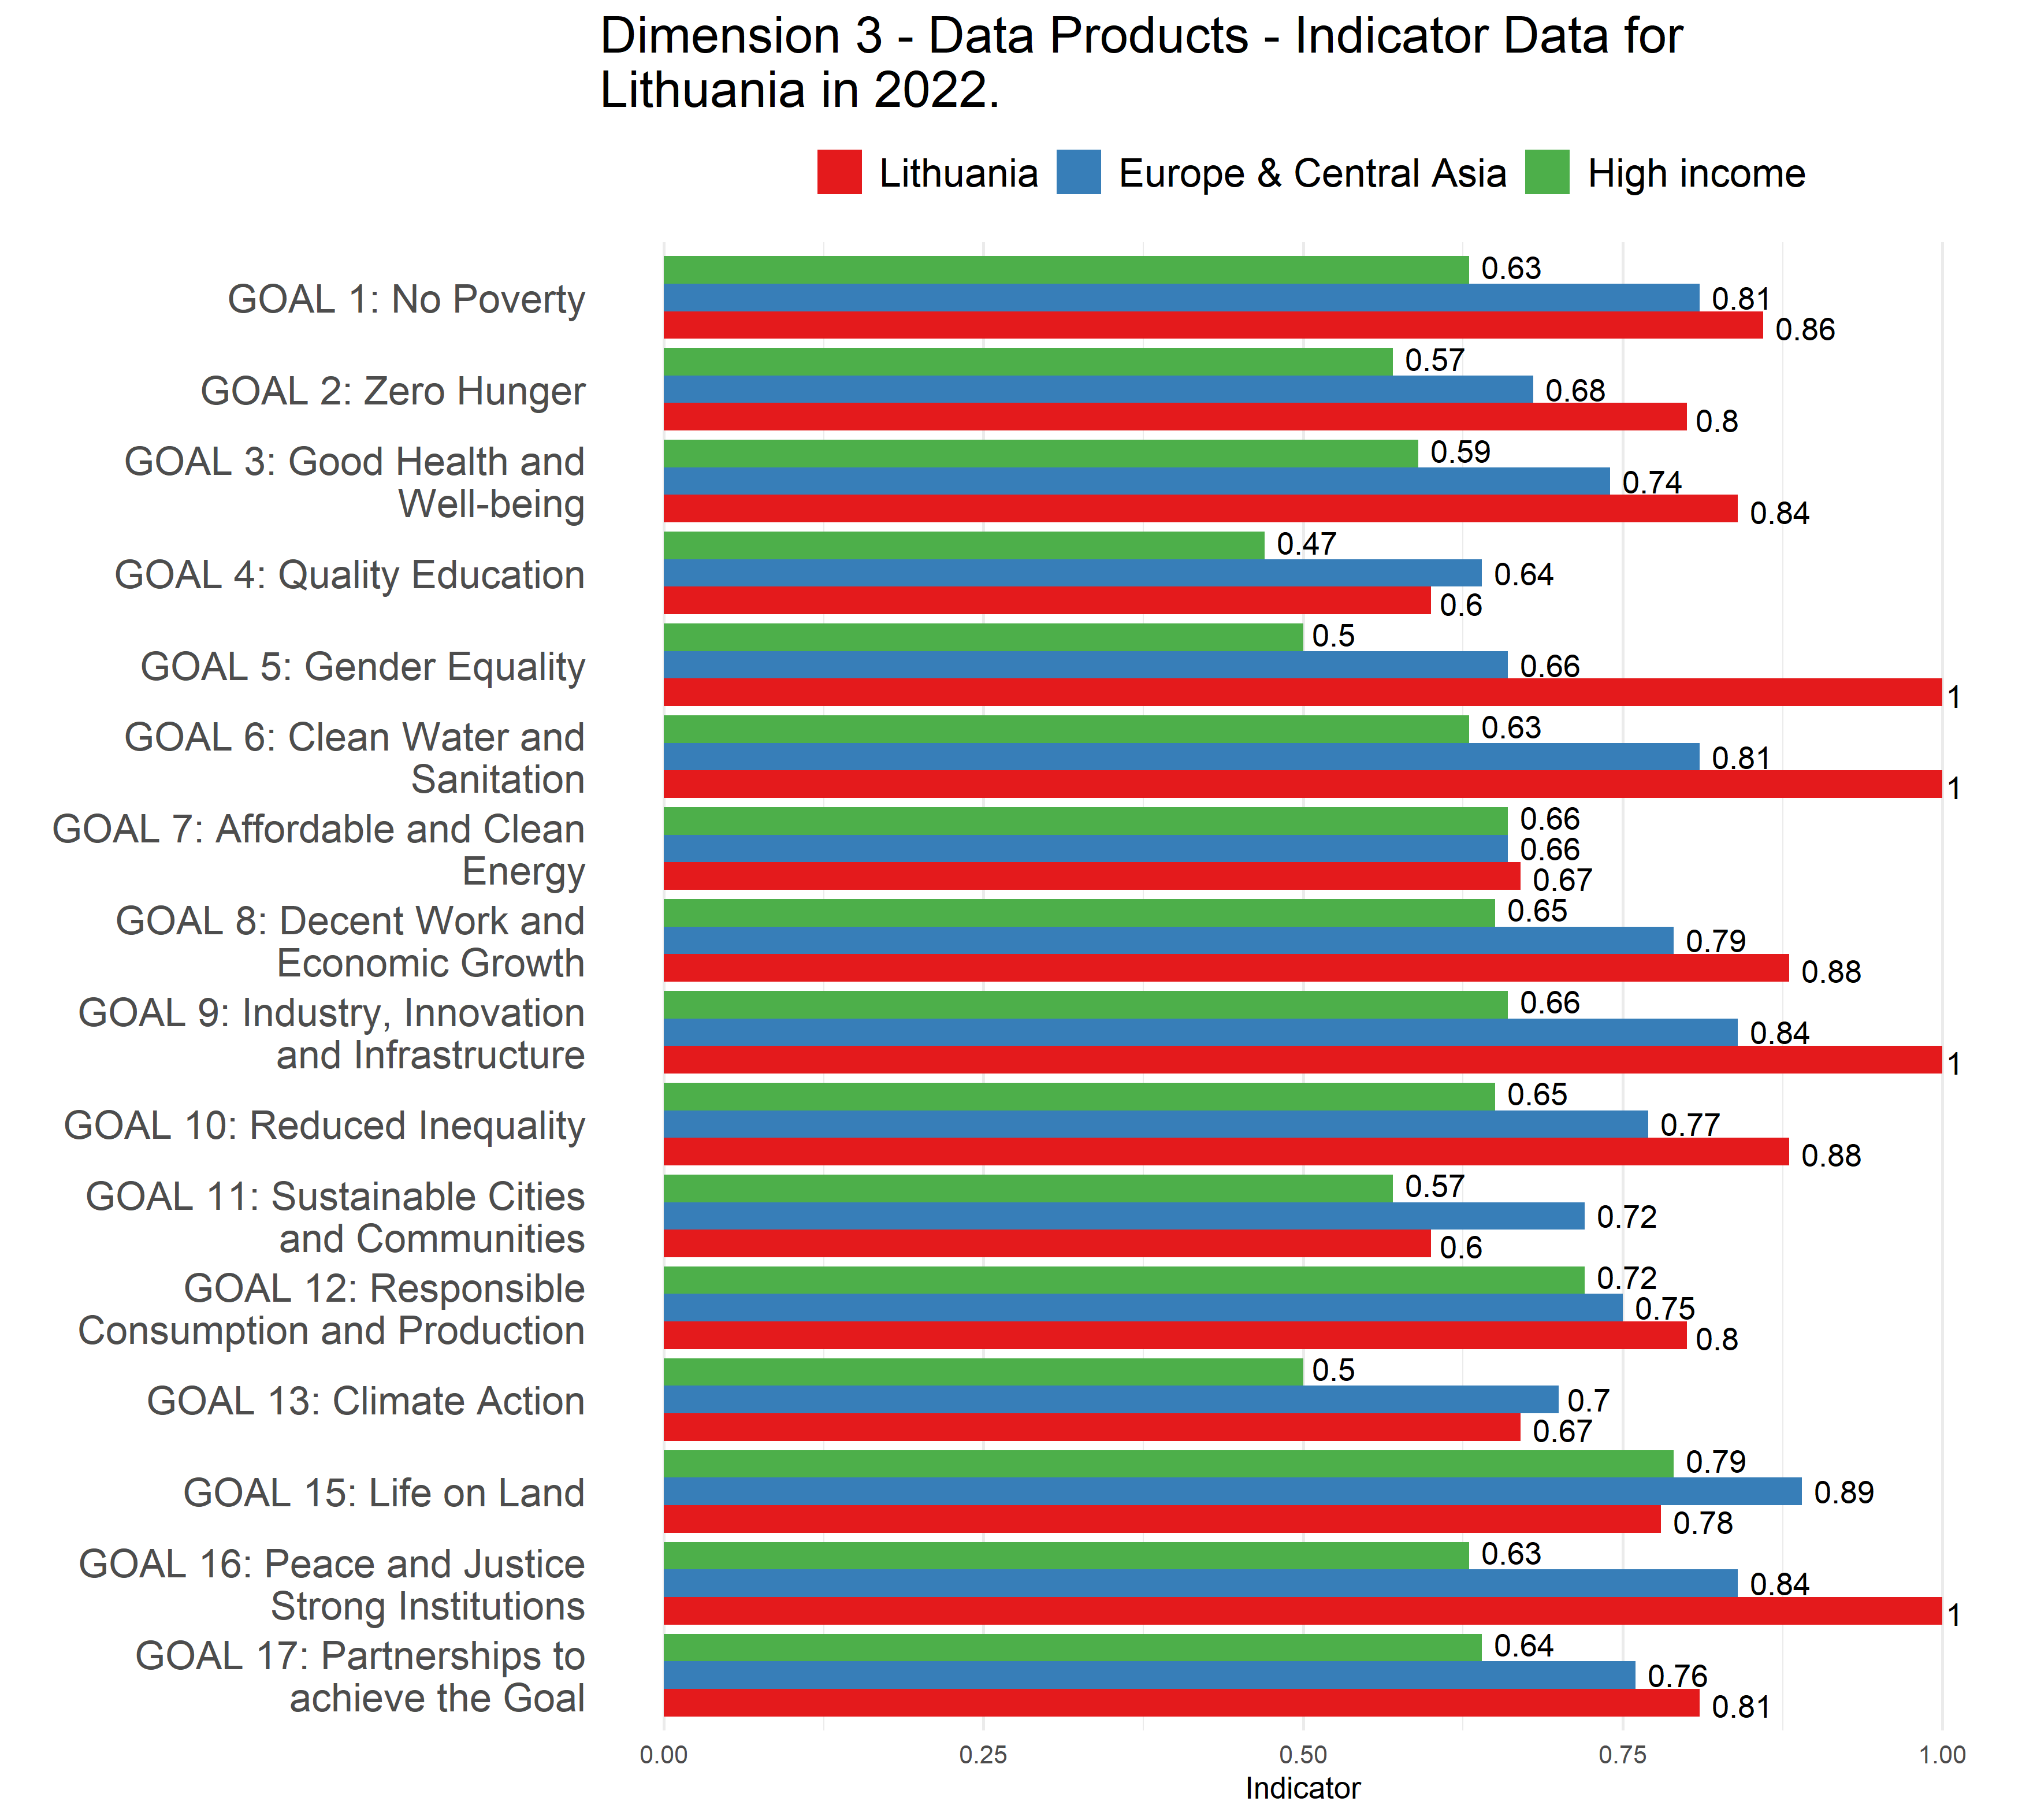 Dimension 3 - Data Products - Indicator Data for
Lithuania in 2022.
Lithuania
Europe & Central Asia
High income
GOAL 1: No Poverty
0.63
0.81
0.86
GOAL 2: Zero Hunger
0.57
0.68
0.8
GOAL 3: Good Health and
Well-being
0.59
0.74
0.84
GOAL 4: Quality Education
0.47
0.64
0.6
GOAL 5: Gender Equality
0.5
0.66
1
GOAL 6: Clean Water and
Sanitation
0.63
0.81
1
GOAL 7: Affordable and Clean
Energy
0.66
0.66
0.67
GOAL 8: Decent Work and
Economic Growth
0.65
0.79
0.88
GOAL 9: Industry, Innovation
and Infrastructure
0.66
0.84
1
GOAL 10: Reduced Inequality
0.65
0.77
0.88
GOAL 11: Sustainable Cities
and Communities
0.57
0.72
0.6
GOAL 12: Responsible
Consumption and Production
0.72
0.75
0.8
GOAL 13: Climate Action
0.5
0.7
0.67
GOAL 15: Life on Land
0.79
0.89
0.78
GOAL 16: Peace and Justice
Strong Institutions
0.63
0.84
1
GOAL 17: Partnerships to
achieve the Goal
0.64
0.76
0.81
0.00
0.25
0.50
0.75
1.00
Indicator